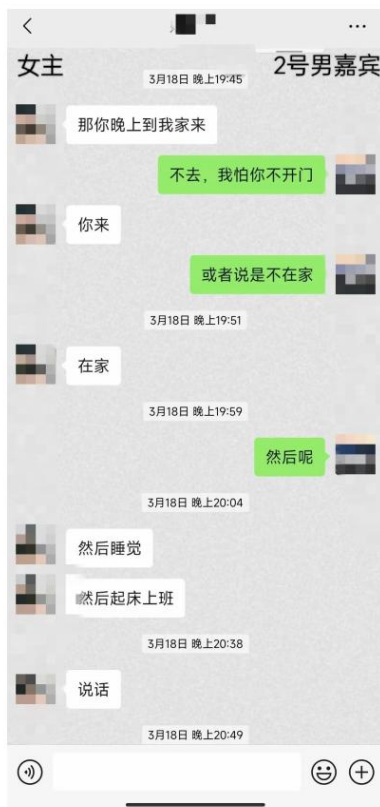 女主 2号男嘉宾
3月18日 晚上19:45
那你晚上到我家来
不去，我怕你不开门
你来
或者说是不在家
3月18日 晚上19:51
在家
3月18日 晚上19:59
然后呢
3月18日 晚上20:04
然后睡觉
然后起床上班
3月18日 晚上20:38
说话
3月18日 晚上20:49